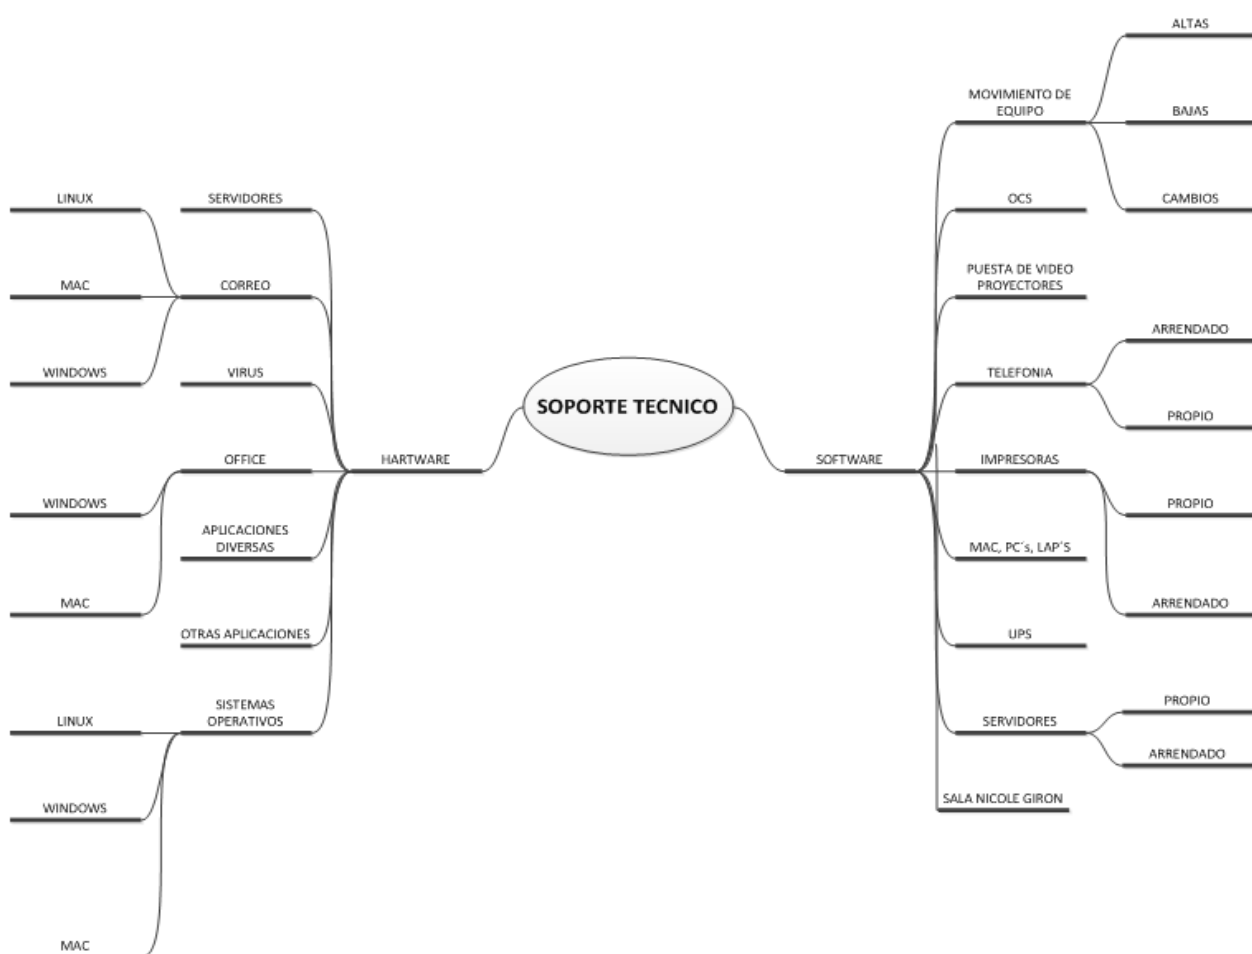 ALTAS
MOVIMIENTO DE
EQUIPO
BAJAS
LINUX
SERVIDORES
OCS
CAMBIOS
MAC
CORREO
PUESTA DE VIDEO
PROYECTORES
ARRENDADO
WINDOWS
VIRUS
TELEFONIA
SOPORTE TECNICO
PROPIO
OFFICE
HARTWARE
SOFTWARE
IMPRESORAS
WINDOWS
PROPIO
APLICACIONES
DIVERSAS
MAC, PC´s, LAP´S
MAC
ARRENDADO
OTRAS APLICACIONES
UPS
SISTEMAS
OPERATIVOS
LINUX
SERVIDORES
PROPIO
ARRENDADO
WINDOWS
SALA NICOLE GIRON
MAC